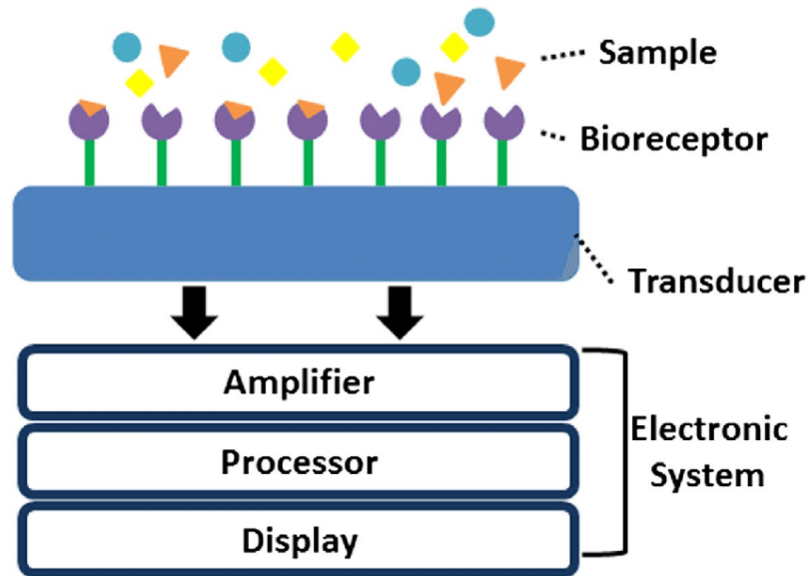 Sample
Bioreceptor
Transducer
Amplifier
Processor
Display
Electronic
System